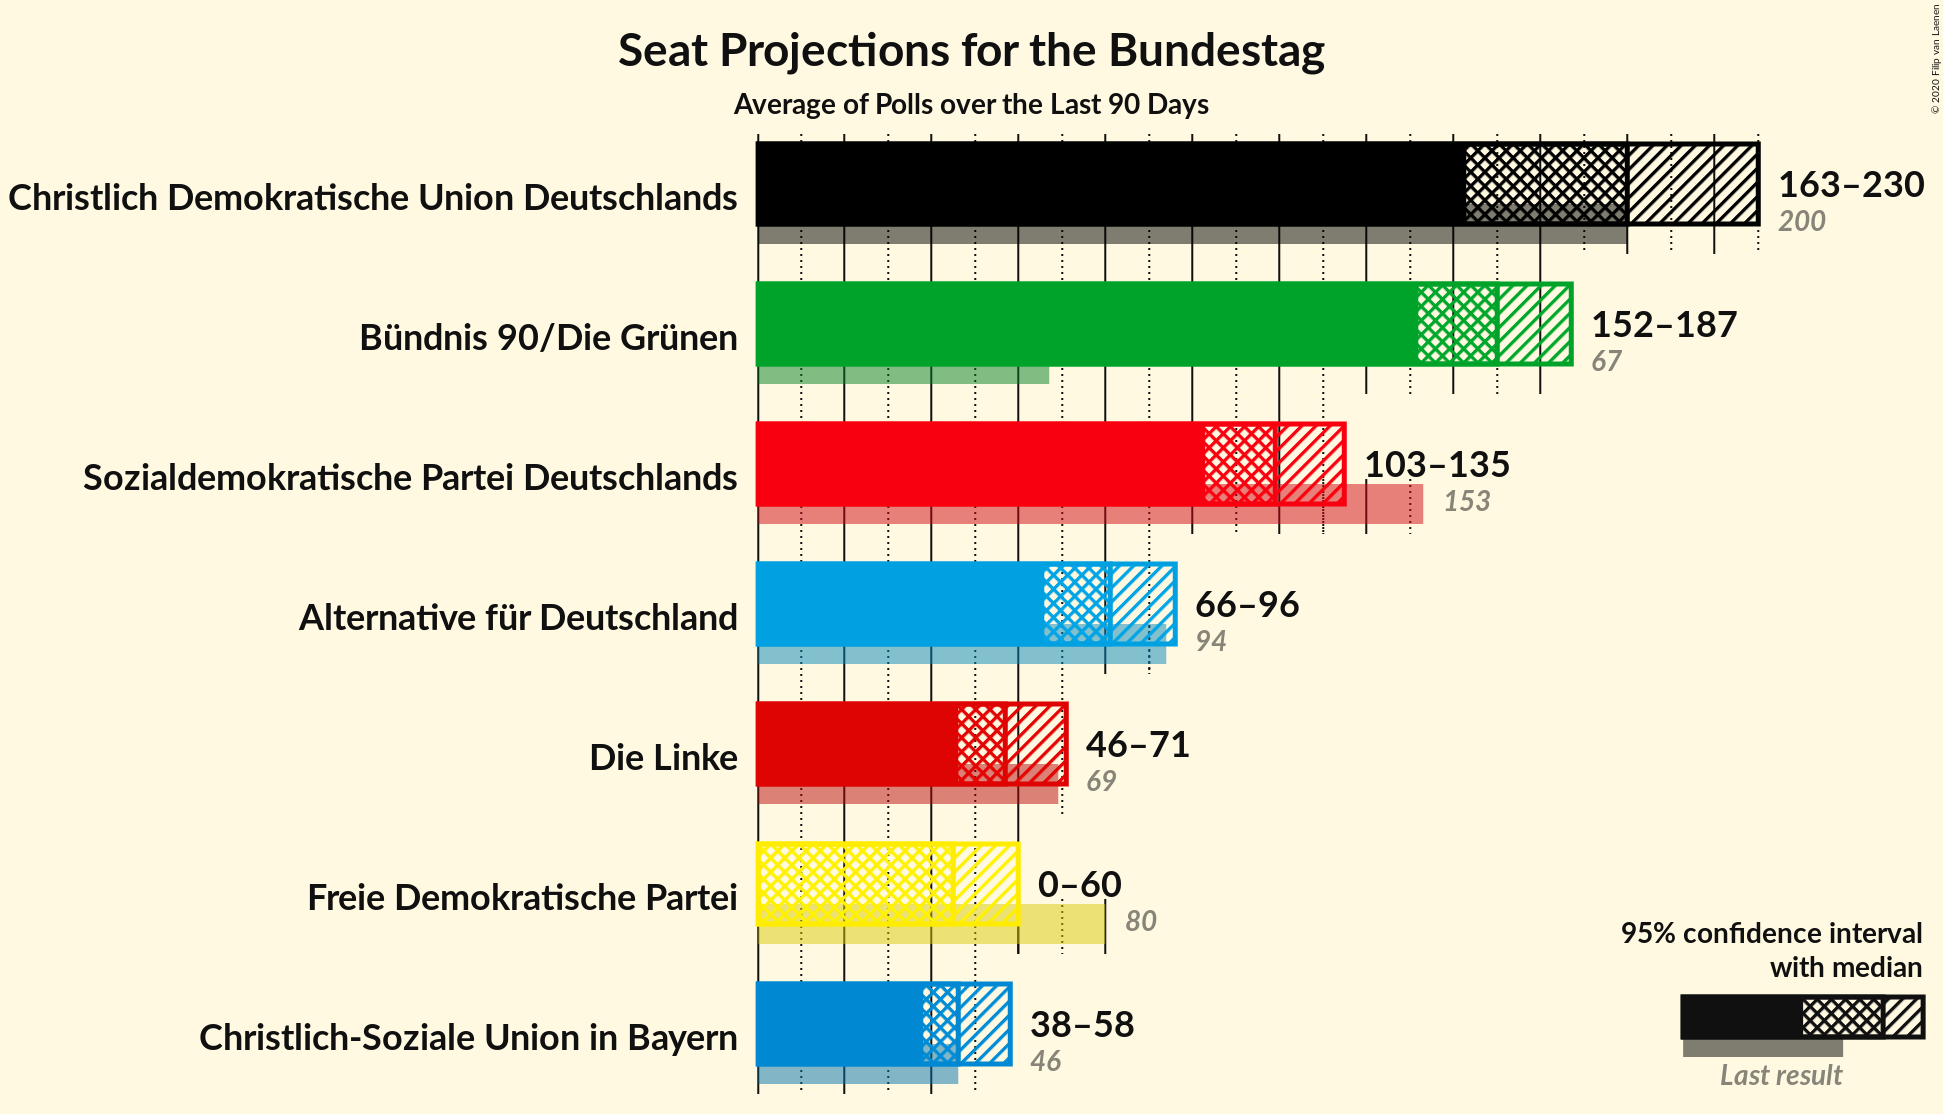 Seat Projections for the Bundestag
Average of Polls over the Last 90 Days
© 2020 Filip van Laenen
Christlich Demokratische Union Deutschlands
163–230
200
Bündnis 90/Die Grünen
152–187
67
Sozialdemokratische Partei Deutschlands
103–135
153
Alternative für Deutschland
66–96
94
Die Linke
46–71
69
Freie Demokratische Partei
0–60
80
Christlich-Soziale Union in Bayern
38–58
46
95% confidence interval
with median
Last result